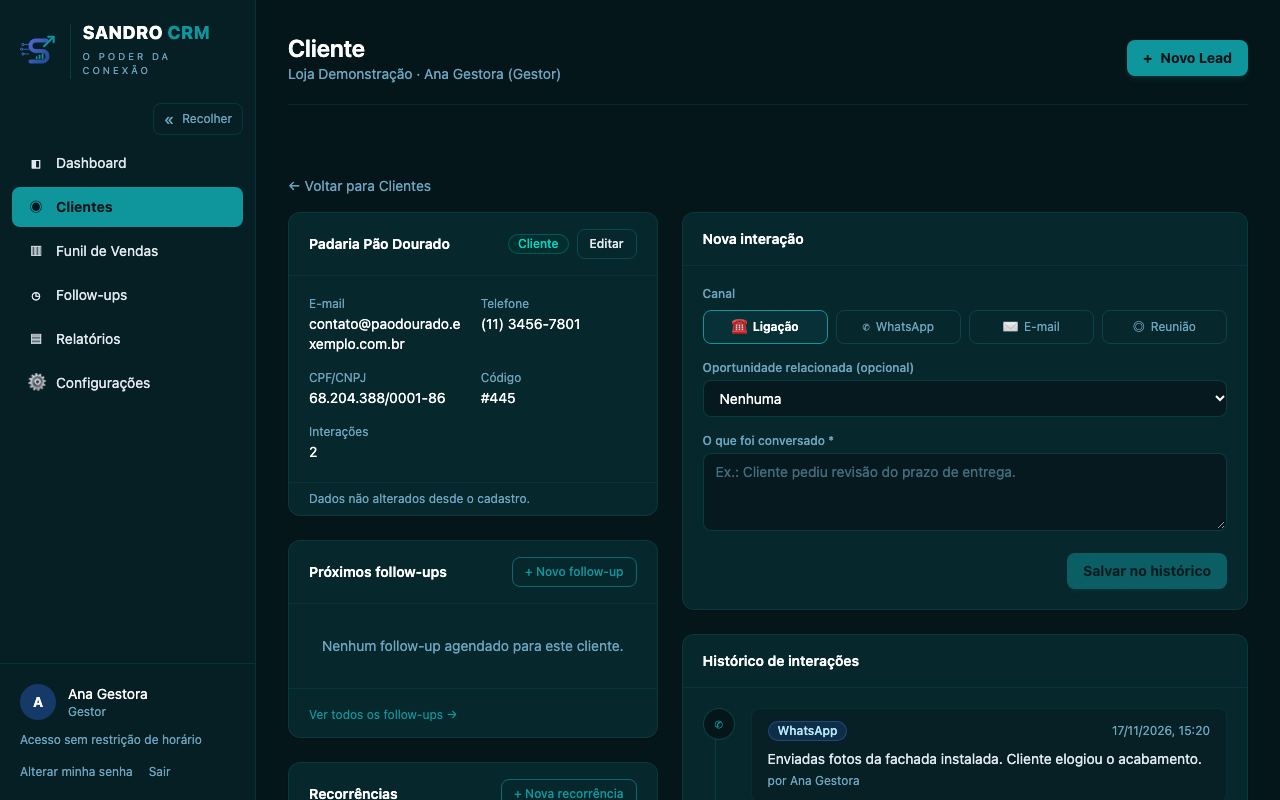 SANDRO CRM
O PODER DA
CONEXÃO
« Recolher
Dashboard
Clientes
Funil de Vendas
Follow-ups
Relatórios
Configurações
A
Ana Gestora
Gestor
Acesso sem restrição de horário
Alterar minha senha
Sair
Cliente
Loja Demonstração · Ana Gestora (Gestor)
+ Novo Lead
← Voltar para Clientes
Padaria Pão Dourado
Cliente
Editar
E-mail
contato@paodourado.e
xemplo.com.br
Telefone
(11) 3456-7801
CPF/CNPJ
68.204.388/0001-86
Código
#445
Interações
2
Dados não alterados desde o cadastro.
Próximos follow-ups
+ Novo follow-up
Nenhum follow-up agendado para este cliente.
Ver todos os follow-ups →
Recorrências
+ Nova recorrência
Nova interação
Canal
Ligação
WhatsApp
E-mail
Reunião
Oportunidade relacionada (opcional)
Nenhuma
O que foi conversado *
Ex.: Cliente pediu revisão do prazo de entrega.
Salvar no histórico
Histórico de interações
WhatsApp
17/11/2026, 15:20
Enviadas fotos da fachada instalada. Cliente elogiou o acabamento.
por Ana Gestora